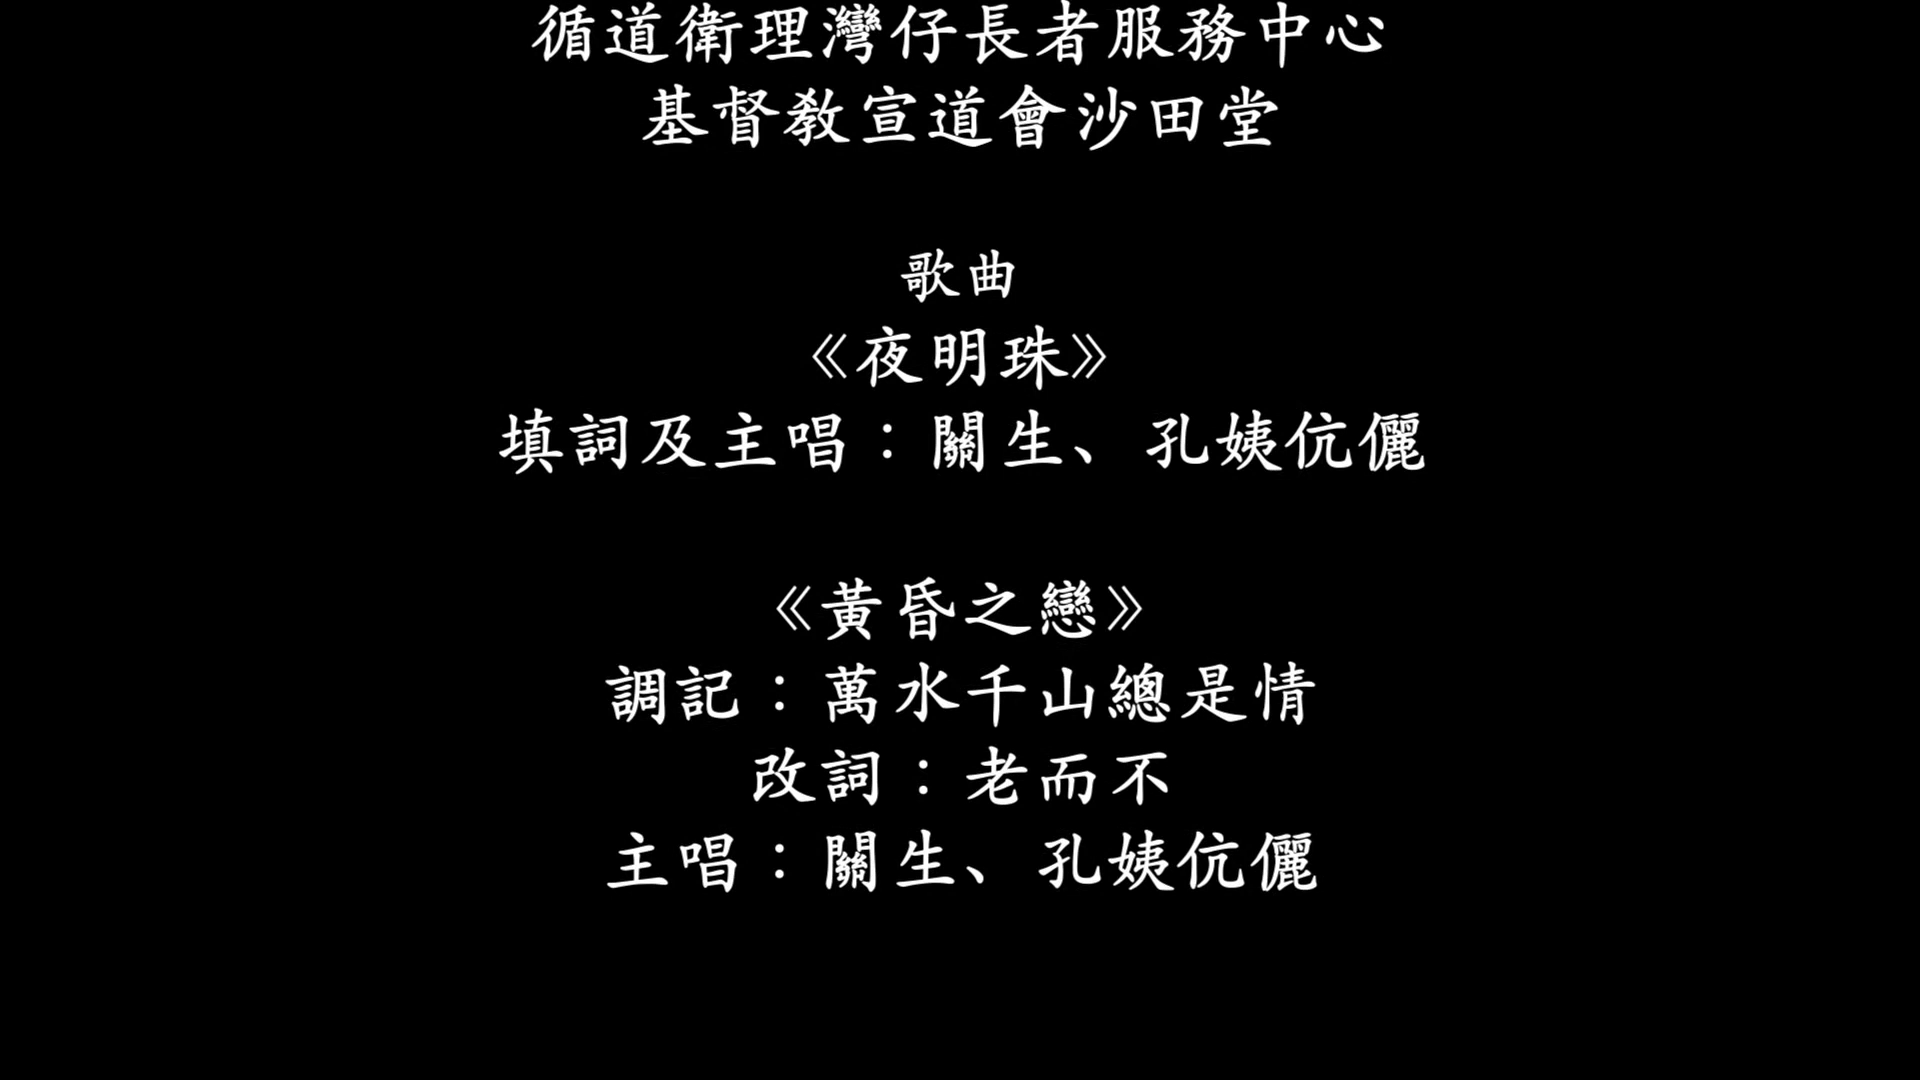 循道衛理灣仔長者服務中心
基督教宣道會沙田堂
歌曲
《夜明珠》
填詞及主唱：關生、孔姨伉儷
《黃昏之戀》
調記：萬水千山總是情
改詞：老而不
主唱：關生、孔姨伉儷